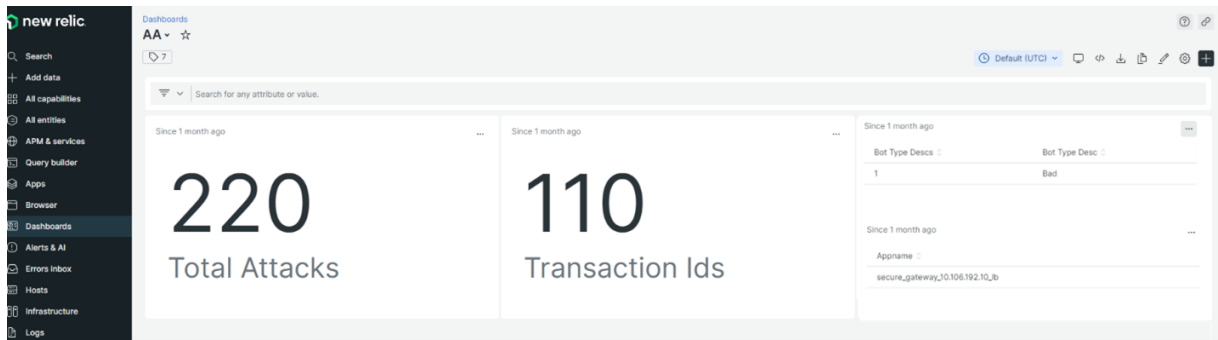 new relic.
Search
Add data
All capabilities
All entities
APM & services
Query builder
Apps
Browser
Dashboards
Alerts & AI
Errors inbox
Hosts
Infrastructure
Logs
Dashboards
AA
7
Default (UTC)
Search for any attribute or value.
Since 1 month ago
220
Total Attacks
Since 1 month ago
110
Transaction Ids
Since 1 month ago
Bot Type Descs Bot Type Desc
1 Bad
Since 1 month ago
Appname
secure_gateway_10.106.192.10_lb